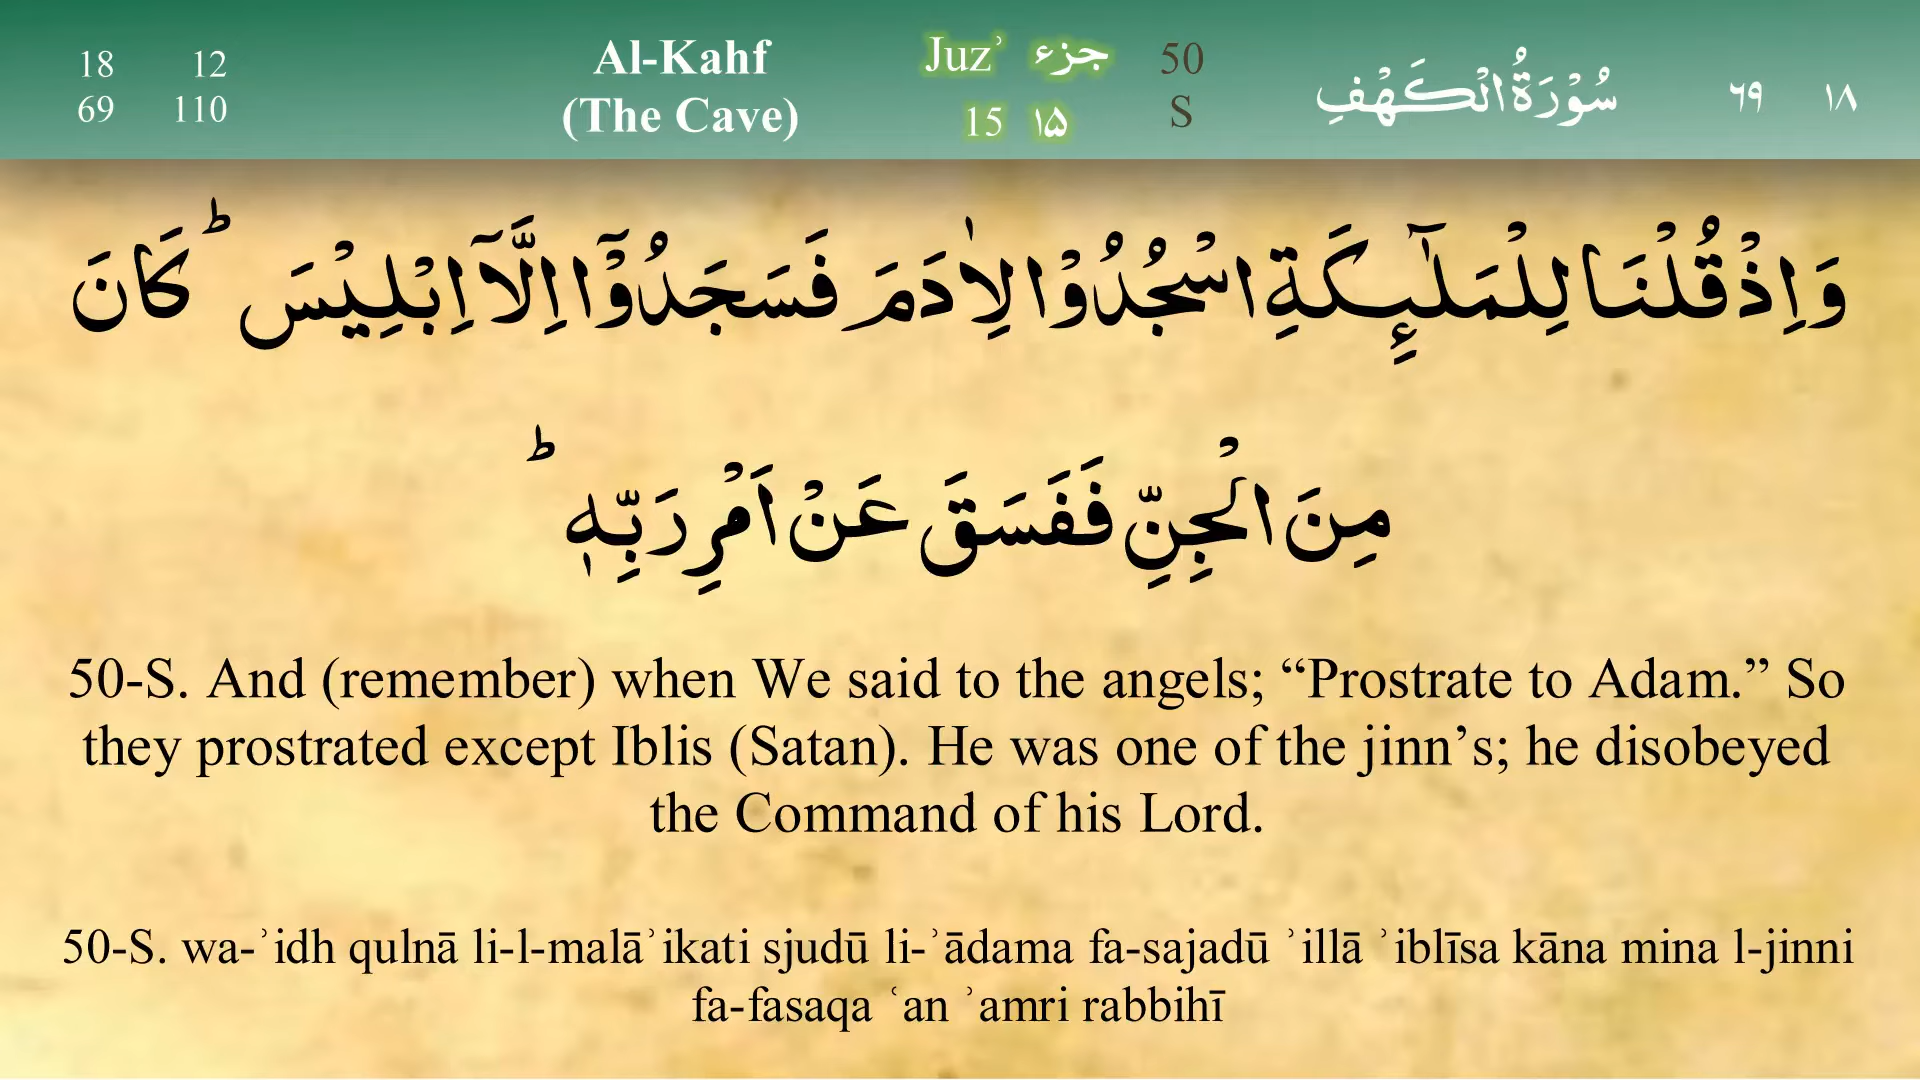 18 12
69 110
Al-Kahf
(The Cave)
Juzʾ جزء
15 ۱۵
50
S
سُوْرَةُ الْكَهْفِ
٦٩ ١٨
وَاِذْ قُلْنَا لِلْمَلٰٓىِٕكَةِ اسْجُدُوْا لِاٰدَمَ فَسَجَدُوْۤا اِلَّاۤ اِبْلِيْسَ ؕ كَانَ
مِنَ الْجِنِّ فَفَسَقَ عَنْ اَمْرِ رَبِّهٖ ؕ
50-S. And (remember) when We said to the angels; “Prostrate to Adam.” So
they prostrated except Iblis (Satan). He was one of the jinn’s; he disobeyed
the Command of his Lord.
50-S. wa-ʾidh qulnā li-l-malāʾikati sjudū li-ʾādama fa-sajadū ʾillā ʾiblīsa kāna mina l-jinni
fa-fasaqa ʿan ʾamri rabbihī